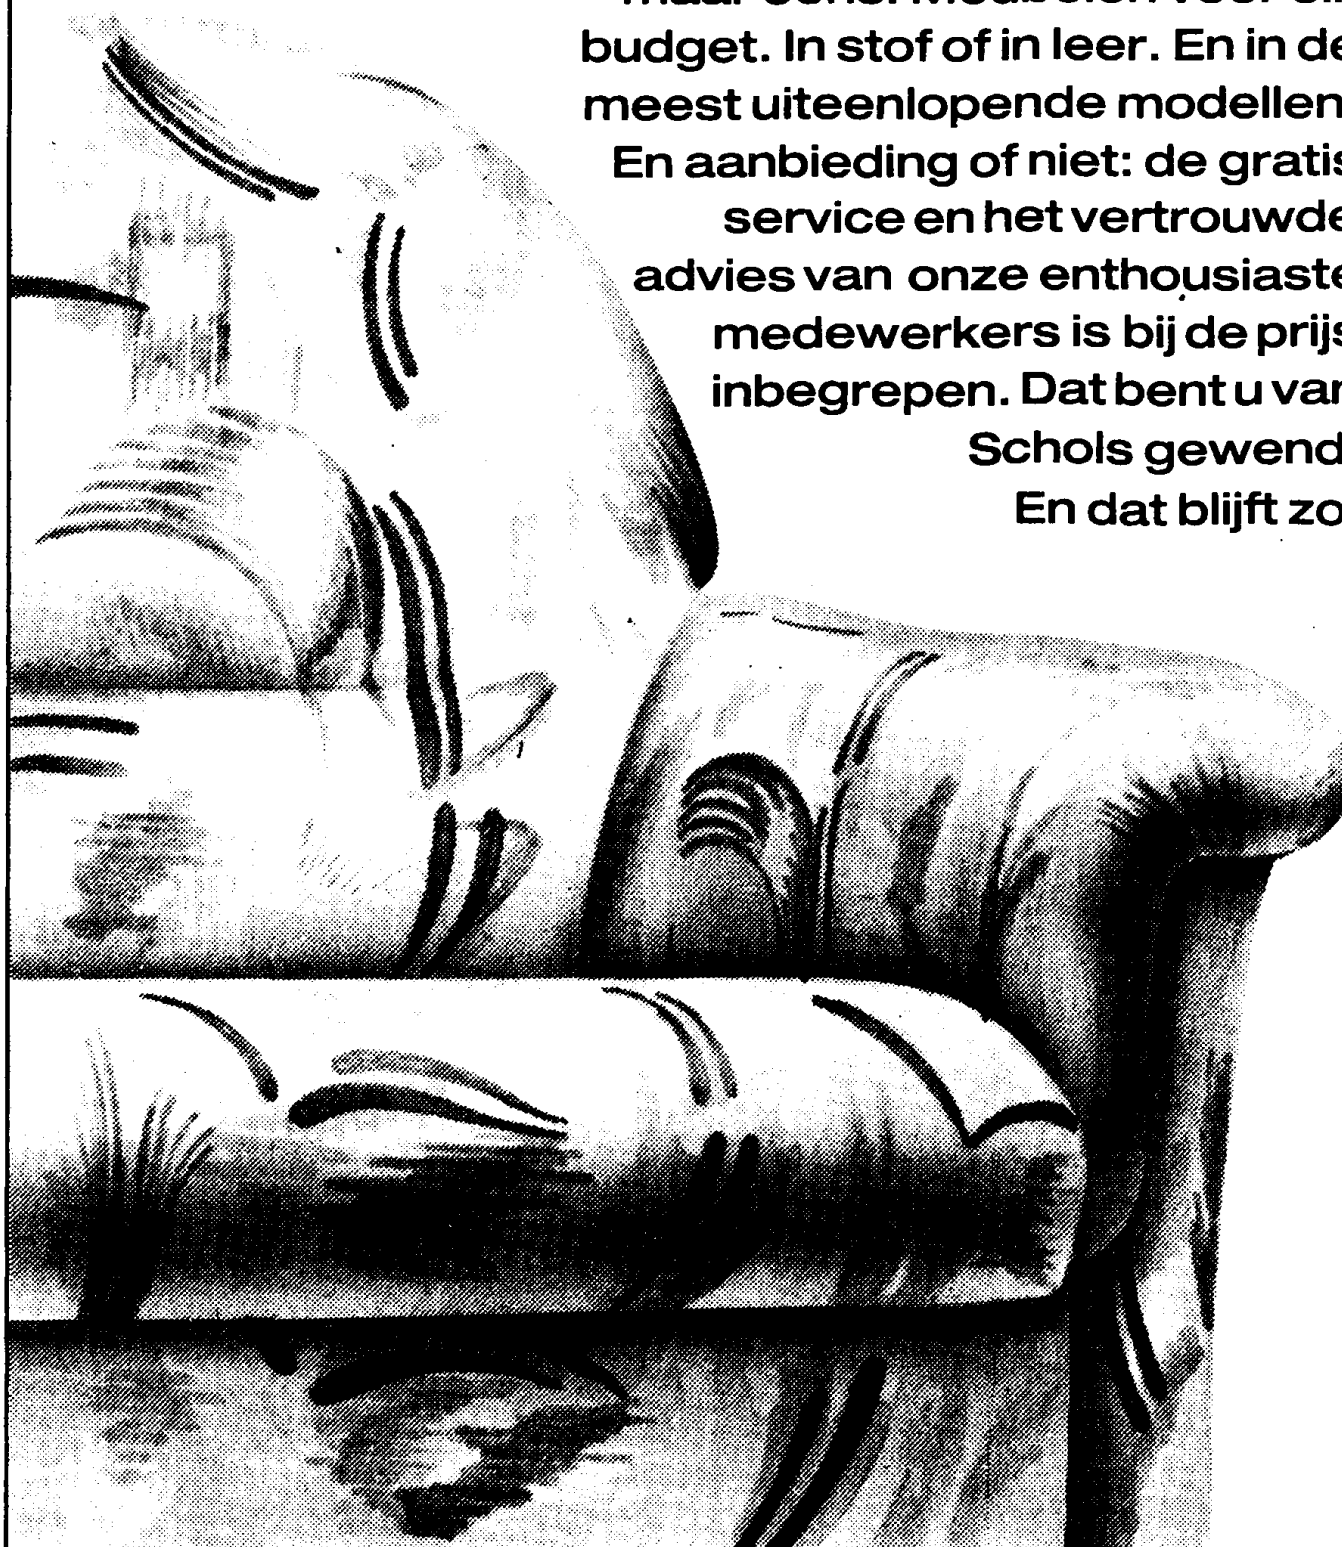 budget. In stof of in leer. En in de
meest uiteenlopende modellen
En aanbieding of niet: de gratis
service en het vertrouwde
advies van onze enthousiaste
medewerkers is bij de prijs
inbegrepen. Dat bent u van
Schols gewend
En dat blijft zo